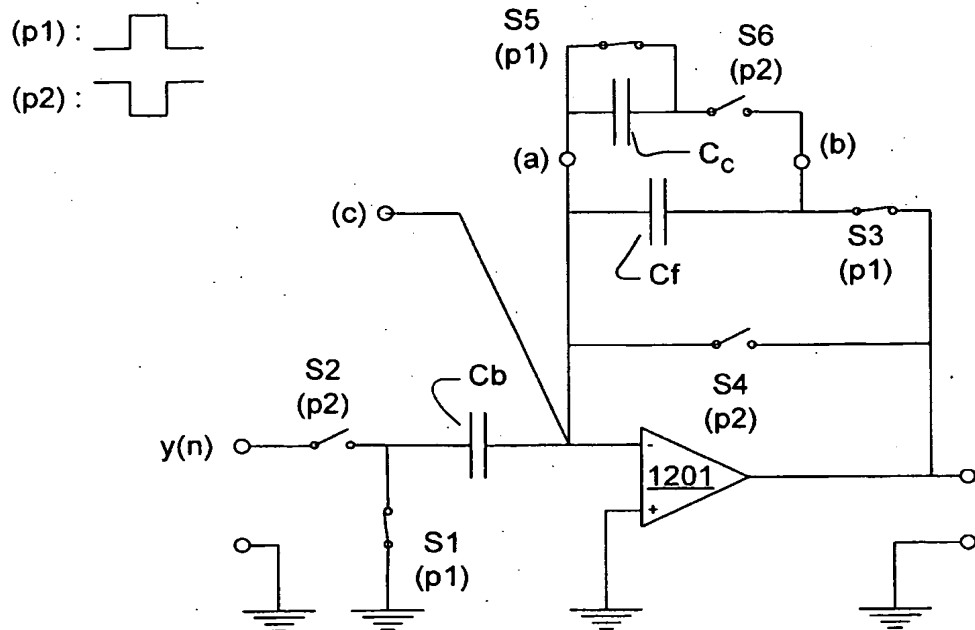 (p1) :
(p2) :
S5
(p1)
S6
(p2)
(a)
C_c
(b)
(c)
Cf
S3
(p1)
S2
(p2)
Cb
S4
(p2)
y(n)
-
1201
+
S1
(p1)